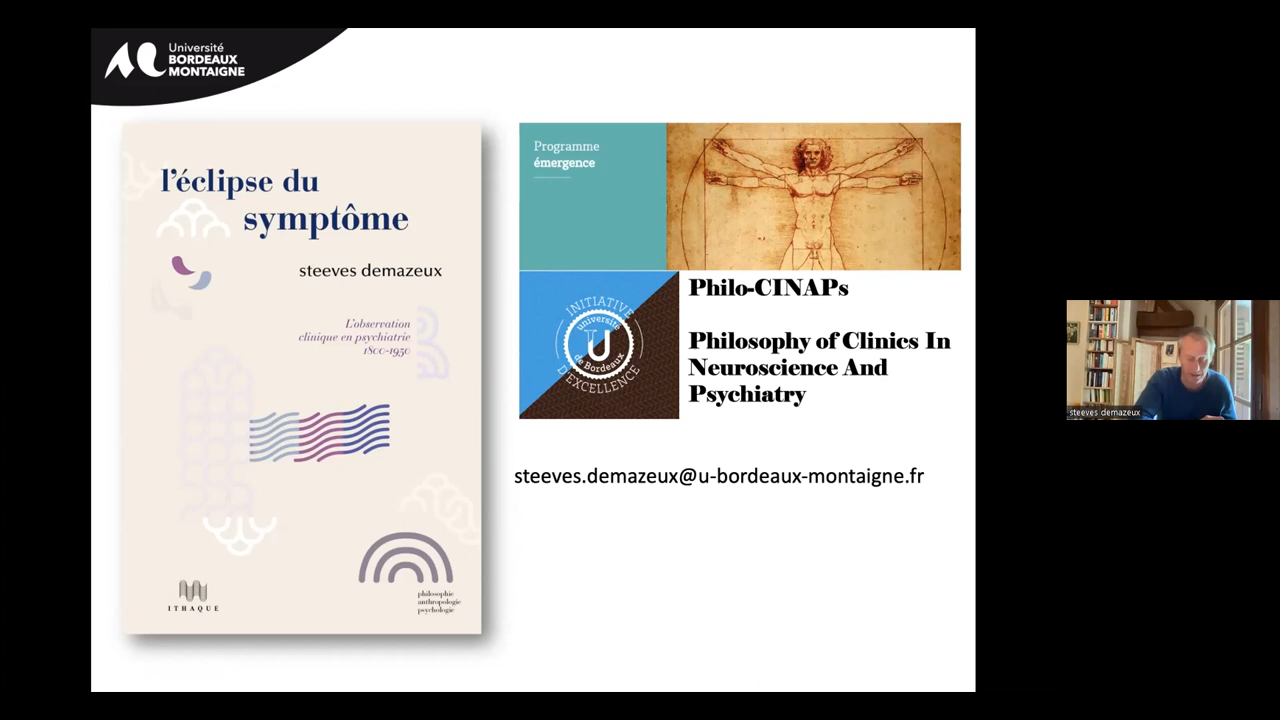 Université
BORDEAUX
MONTAIGNE
l'éclipse du
symptôme
steeves demazeux
L'observation
clinique en psychiatrie
1800-1950
ITHAQUE
philosophie
anthropologie
psychologie
Programme
émergence
INITIATIVE
université
U
de Bordeaux
D'EXCELLENCE
Philo-CINAPs
Philosophy of Clinics In
Neuroscience And
Psychiatry
steeves.demazeux@u-bordeaux-montaigne.fr
steeves demazeux